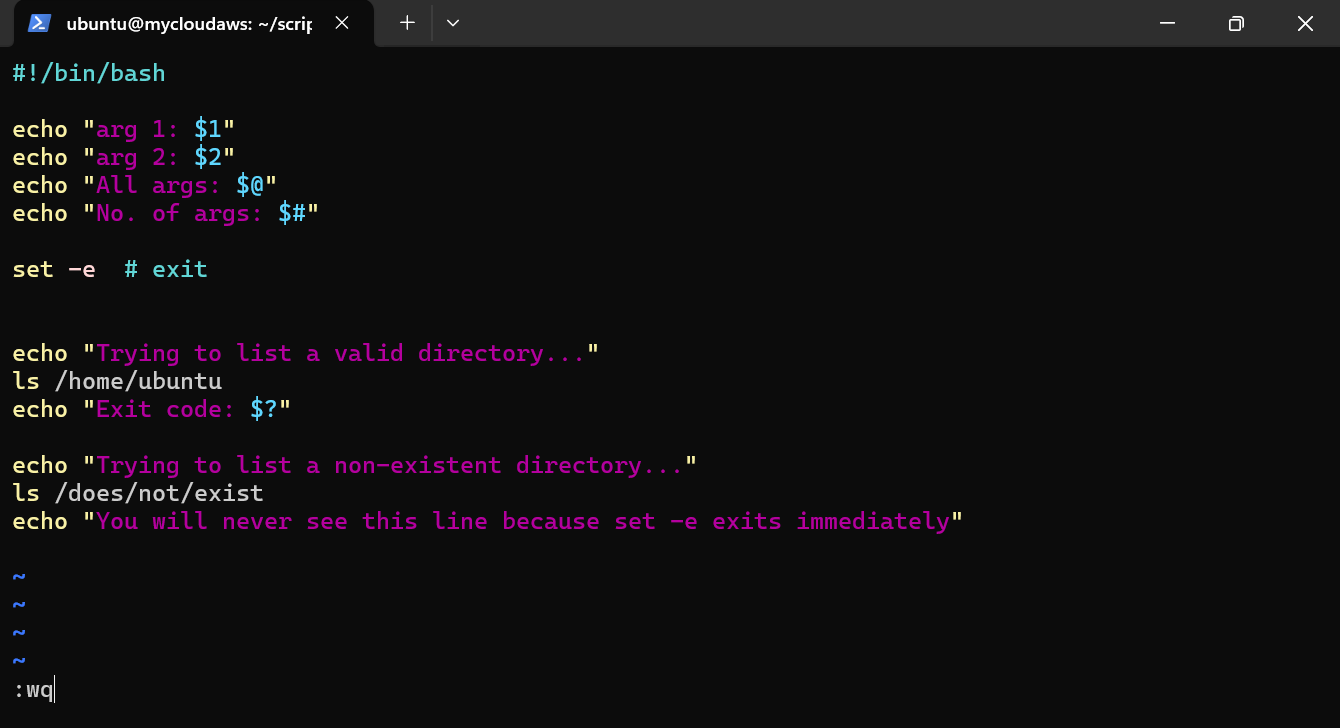 ubuntu@mycloudaws: ~/scrip
#!/bin/bash
echo "arg 1: $1"
echo "arg 2: $2"
echo "All args: $@"
echo "No. of args: $#"
set -e  # exit
echo "Trying to list a valid directory..."
ls /home/ubuntu
echo "Exit code: $?"
echo "Trying to list a non-existent directory..."
ls /does/not/exist
echo "You will never see this line because set -e exits immediately"
~
~
~
~
:wq